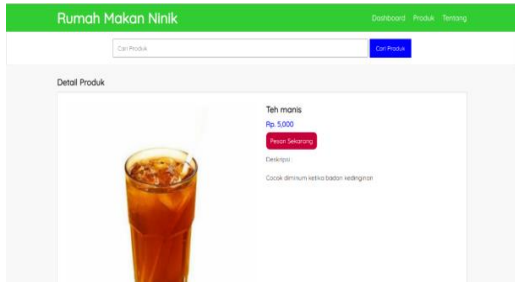 Rumah Makan Ninik
Dashboard Produk Tentang
Cari Produk
Cari Produk
Detail Produk
Teh manis
Rp. 5,000
Pesan Sekarang
Deskripsi
Cocok diminum ketika badan kedinginan